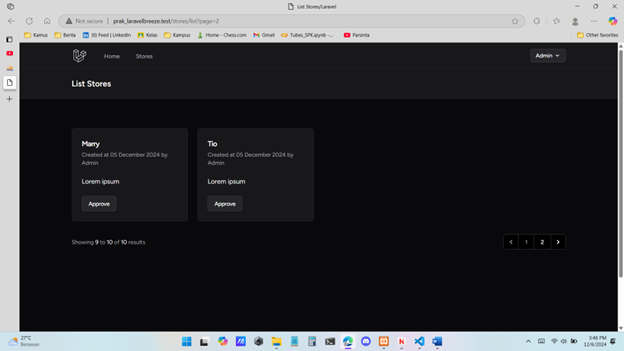 List Stores/Laravel
Not secure
prak_laravelbreeze.test/stores/list?page=2
Kamus
Berita
(6) Feed | LinkedIn
Kelas
Kampus
Home - Chess.com
Gmail
Tubes_SPK.ipynb -...
Parzinta
Other favorites
Home
Stores
Admin
List Stores
Marry
Created at 05 December 2024 by
Admin
Lorem ipsum
Approve
Tio
Created at 05 December 2024 by
Admin
Lorem ipsum
Approve
Showing 9 to 10 of 10 results
1
2
27°C
Berawan
3:48 PM
12/6/2024